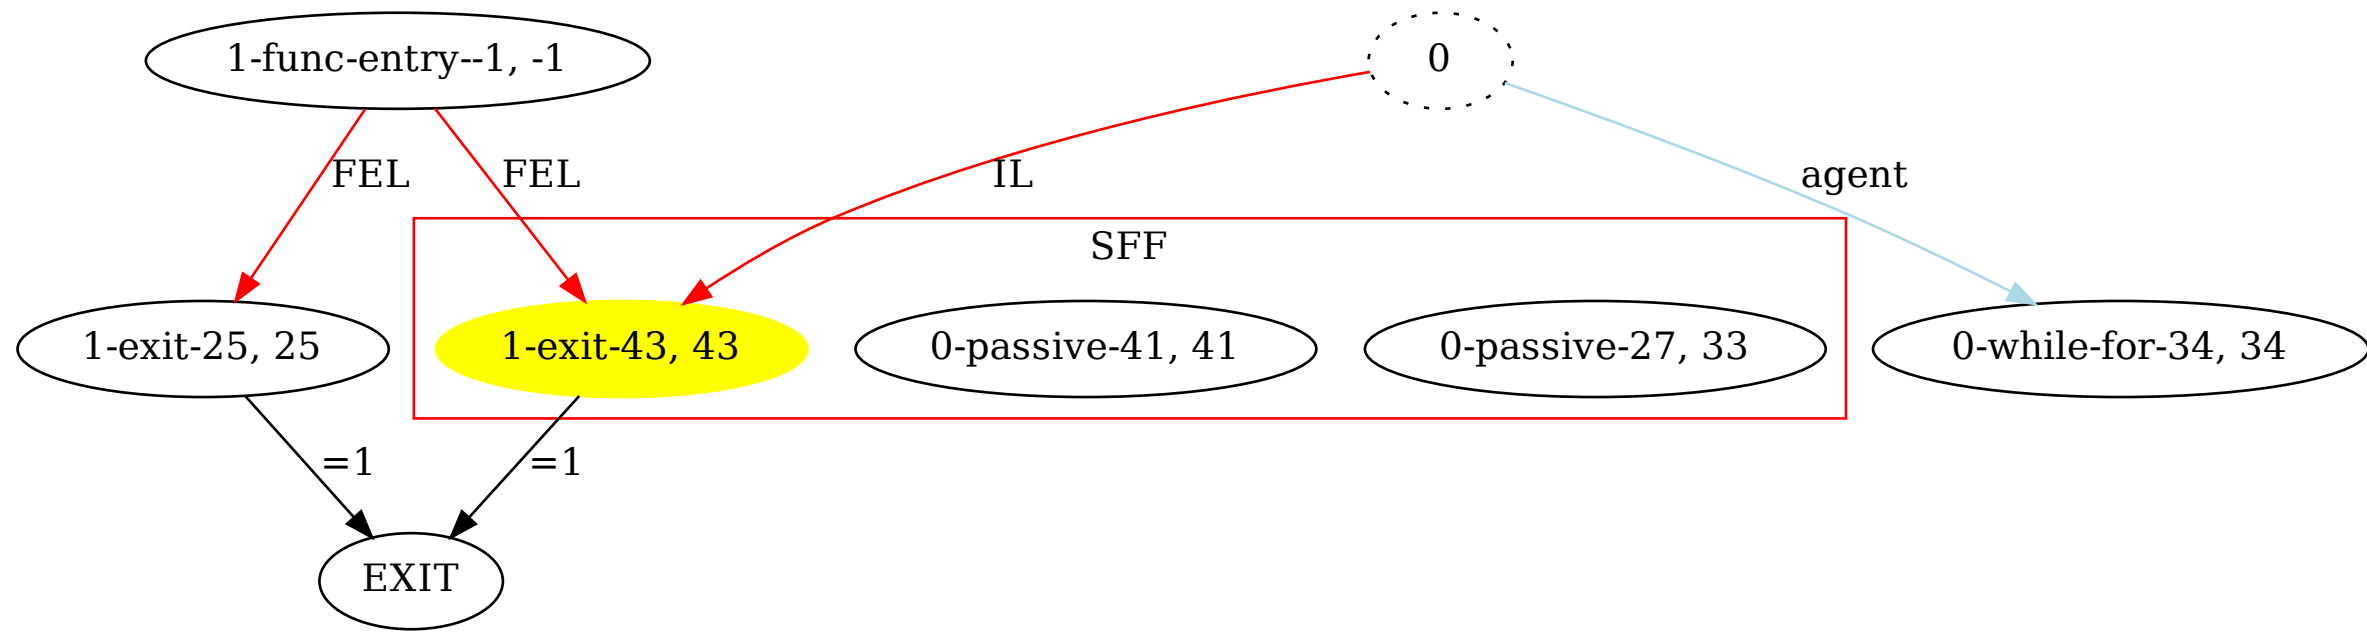 1-func-entry--1, -1
0
FEL
FEL
IL
agent
SFF
1-exit-25, 25
1-exit-43, 43
0-passive-41, 41
0-passive-27, 33
0-while-for-34, 34
=1
=1
EXIT